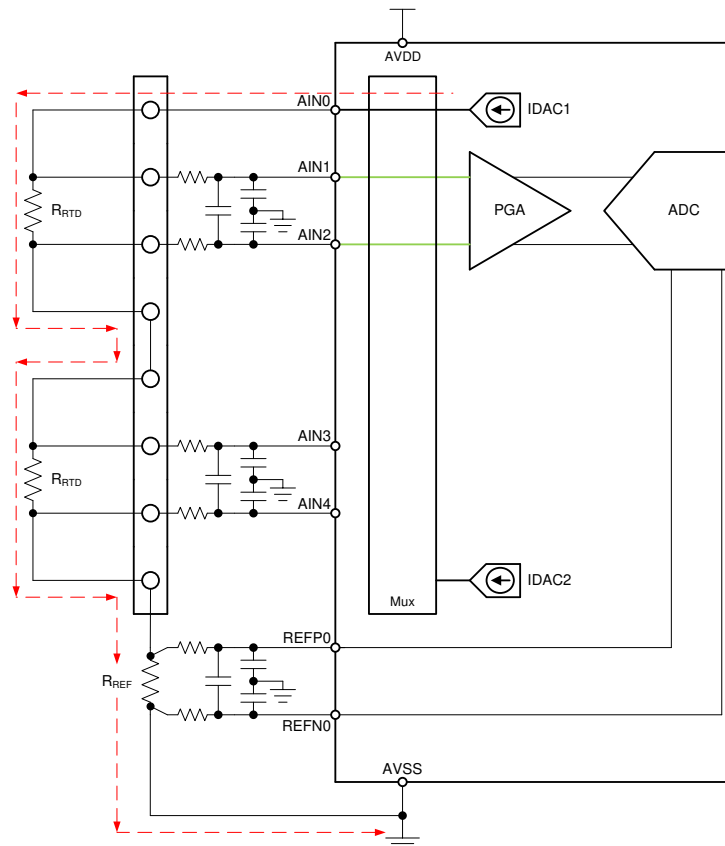 AVDD
AIN0
IDAC1
AIN1
RRTD
PGA
ADC
AIN2
AIN3
RRTD
AIN4
IDAC2
Mux
REFP0
RREF
REFN0
AVSS